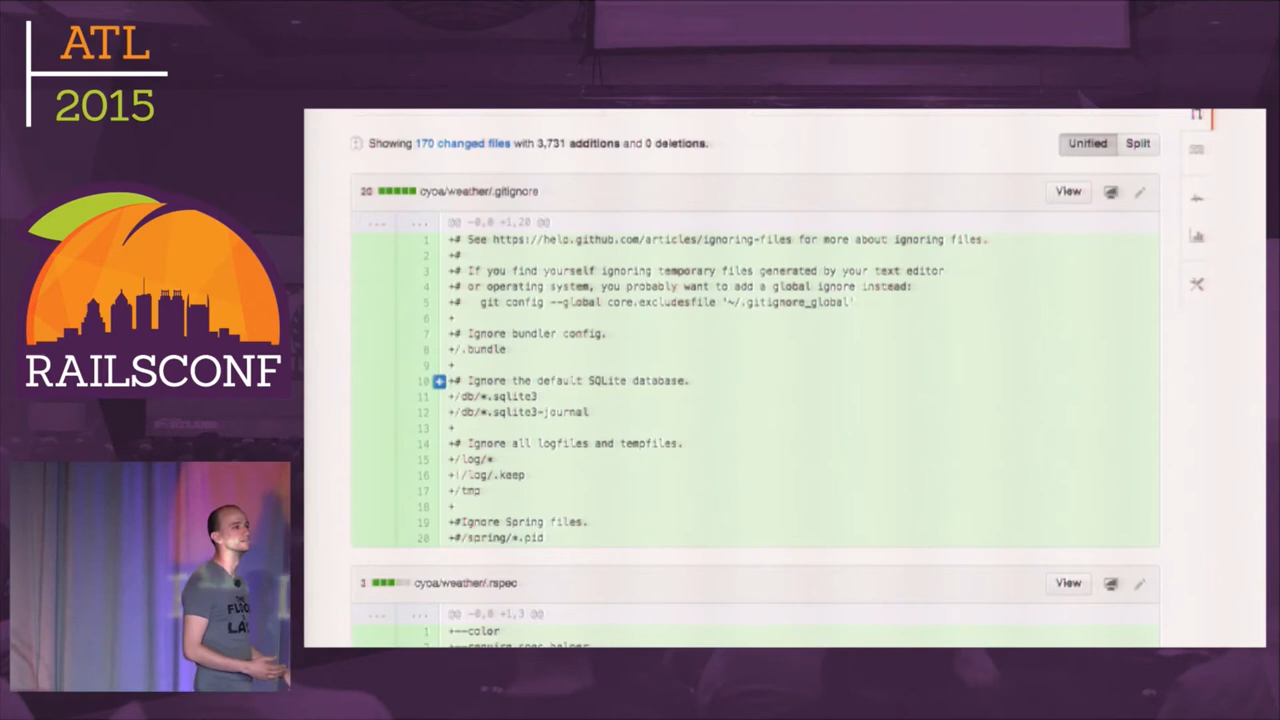 ATL
2015
RAILSCONF
Showing 170 changed files with 3,731 additions and 0 deletions.
Unified Split
20 cyoa/weather/.gitignore View
... ... @@ -0,0 +1,20 @@
1 +# See https://help.github.com/articles/ignoring-files for more about ignoring files.
2 +#
3 +# If you find yourself ignoring temporary files generated by your text editor
4 +# or operating system, you probably want to add a global ignore instead:
5 +#   git config --global core.excludesfile '~/.gitignore_global'
6 +
7 +# Ignore bundler config.
8 +/.bundle
9 +
10 +# Ignore the default SQLite database.
11 +/db/*.sqlite3
12 +/db/*.sqlite3-journal
13 +
14 +# Ignore all logfiles and tempfiles.
15 +/log/*
16 +!/log/.keep
17 +/tmp
18 +
19 +#Ignore Spring files.
20 +#/spring/*.pid
3 cyoa/weather/.rspec View
... ... @@ -0,0 +1,3 @@
1 +--color
+--require spec_helper
THE